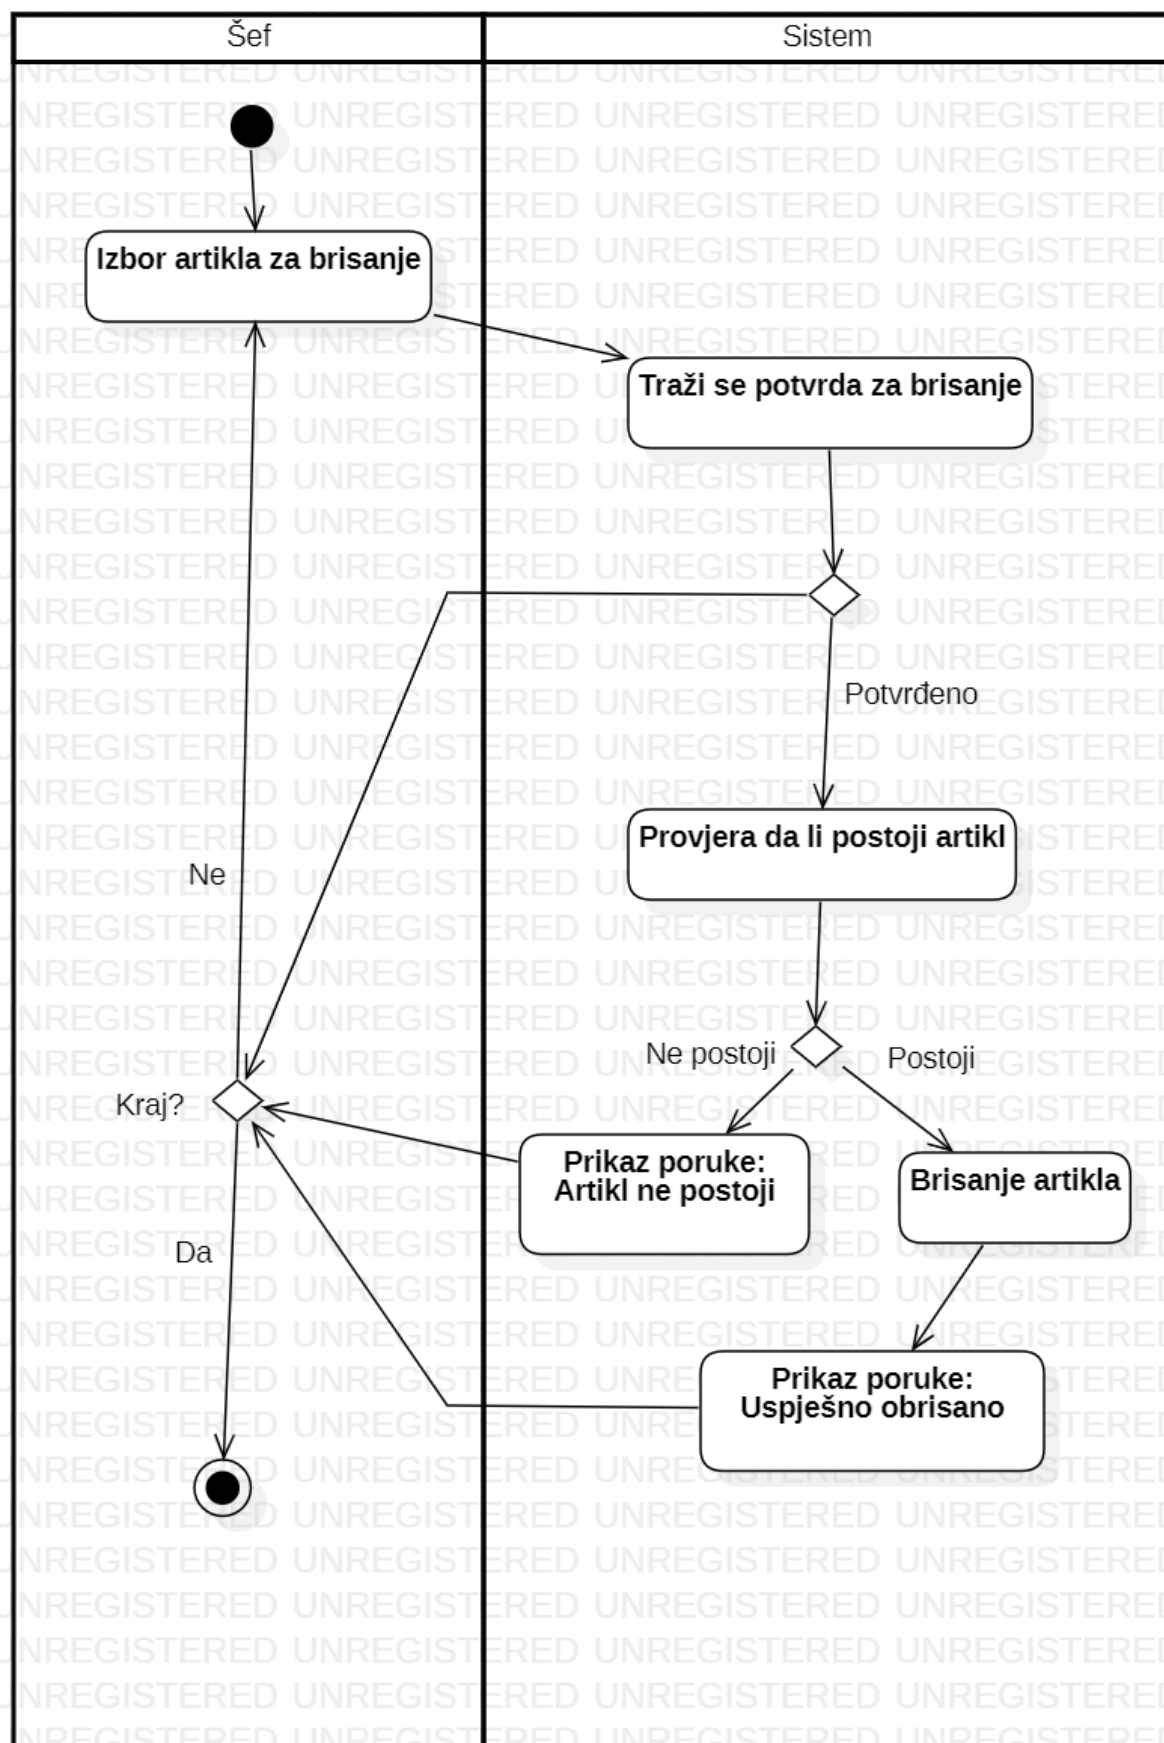 Šef
Sistem
Izbor artikla za brisanje
Traži se potvrda za brisanje
Potvrđeno
Provjera da li postoji artikl
Ne
Ne postoji
Postoji
Kraj?
Prikaz poruke:
Artikl ne postoji
Brisanje artikla
Da
Prikaz poruke:
Uspješno obrisano
UNREGISTERED